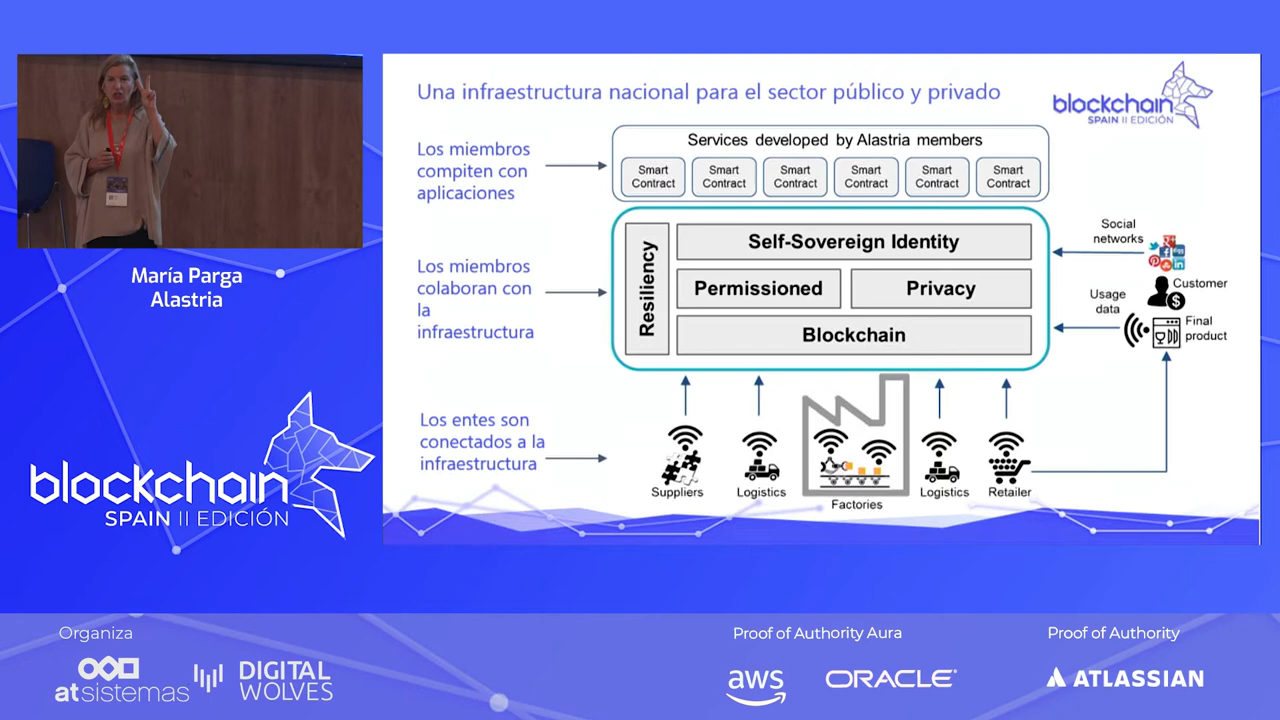 María Parga
Alastria
blockchain
SPAIN II EDICIÓN
Una infraestructura nacional para el sector público y privado
blockchain
SPAIN II EDICIÓN
Los miembros
compiten con
aplicaciones
Services developed by Alastria members
Smart
Contract
Smart
Contract
Smart
Contract
Smart
Contract
Smart
Contract
Smart
Contract
Los miembros
colaboran con
la
infraestructura
Resiliency
Self-Sovereign Identity
Permissioned
Privacy
Blockchain
Social
networks
Customer
Usage
data
Final
product
Los entes son
conectados a la
infraestructura
Suppliers
Logistics
Factories
Logistics
Retailer
Organiza
atsistemas
DIGITAL
WOLVES
Proof of Authority Aura
aws
ORACLE
Proof of Authority
ATLASSIAN